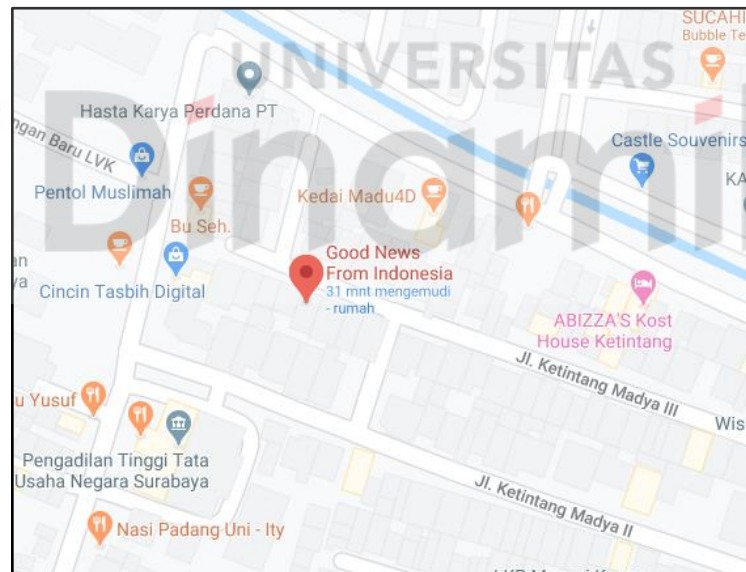 SUCAHI
Bubble Te
UNIVERSITAS
Dinami
Hasta Karya Perdana PT
ngan Baru LVK
Castle Souvenirs
KA
Pentol Muslimah
Kedai Madu4D
Bu Seh.
an
ya
Good News
From Indonesia
31 mnt mengemudi
- rumah
Cincin Tasbih Digital
ABIZZA'S Kost
House Ketintang
Jl. Ketintang Madya III
u Yusuf
Wis
Pengadilan Tinggi Tata
Usaha Negara Surabaya
Jl. Ketintang Madya II
Nasi Padang Uni - Ity